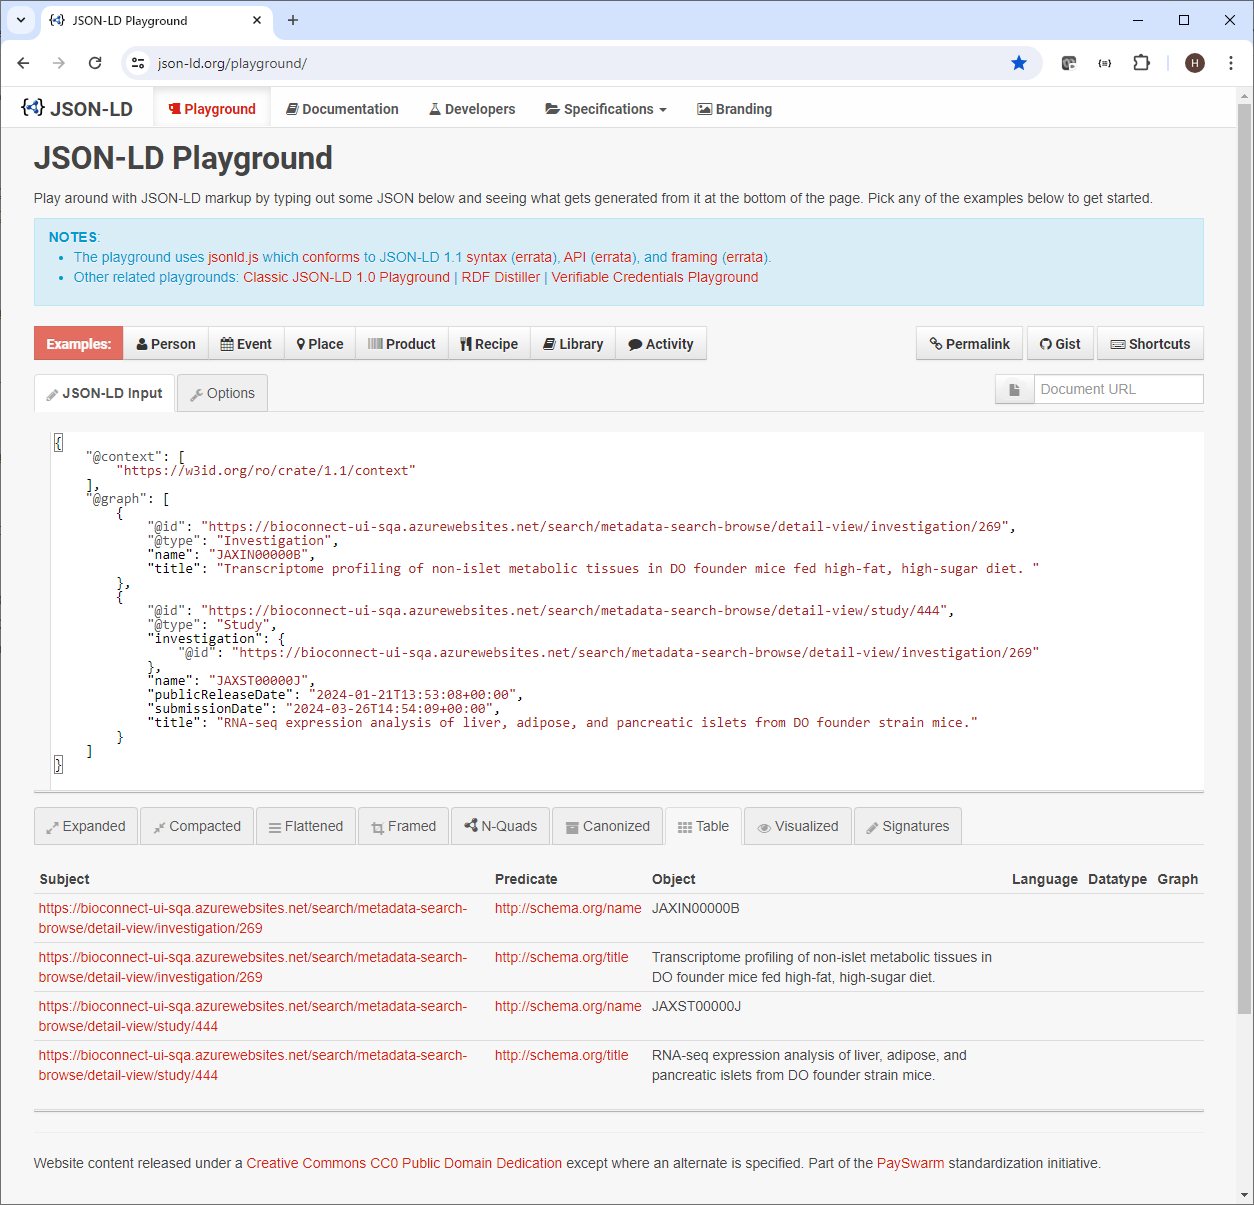 JSON-LD Playground
json-ld.org/playground/
H
JSON-LD
Playground
Documentation
Developers
Specifications
Branding
JSON-LD Playground
Play around with JSON-LD markup by typing out some JSON below and seeing what gets generated from it at the bottom of the page. Pick any of the examples below to get started.
NOTES:
• The playground uses jsonld.js which conforms to JSON-LD 1.1 syntax (errata), API (errata), and framing (errata).
• Other related playgrounds: Classic JSON-LD 1.0 Playground | RDF Distiller | Verifiable Credentials Playground
Examples:
Person
Event
Place
Product
Recipe
Library
Activity
Permalink
Gist
Shortcuts
JSON-LD Input
Options
Document URL
{
"@context": [
"https://w3id.org/ro/crate/1.1/context"
],
"@graph": [
{
"@id": "https://bioconnect-ui-sqa.azurewebsites.net/search/metadata-search-browse/detail-view/investigation/269",
"@type": "Investigation",
"name": "JAXIN00000B",
"title": "Transcriptome profiling of non-islet metabolic tissues in DO founder mice fed high-fat, high-sugar diet. "
},
{
"@id": "https://bioconnect-ui-sqa.azurewebsites.net/search/metadata-search-browse/detail-view/study/444",
"@type": "Study",
"investigation": {
"@id": "https://bioconnect-ui-sqa.azurewebsites.net/search/metadata-search-browse/detail-view/investigation/269"
},
"name": "JAXST00000J",
"publicReleaseDate": "2024-01-21T13:53:08+00:00",
"submissionDate": "2024-03-26T14:54:09+00:00",
"title": "RNA-seq expression analysis of liver, adipose, and pancreatic islets from DO founder strain mice."
}
]
}
Expanded
Compacted
Flattened
Framed
N-Quads
Canonized
Table
Visualized
Signatures
Subject Predicate Object Language Datatype Graph
https://bioconnect-ui-sqa.azurewebsites.net/search/metadata-search- http://schema.org/name JAXIN00000B
browse/detail-view/investigation/269
https://bioconnect-ui-sqa.azurewebsites.net/search/metadata-search- http://schema.org/title Transcriptome profiling of non-islet metabolic tissues in
browse/detail-view/investigation/269 DO founder mice fed high-fat, high-sugar diet.
https://bioconnect-ui-sqa.azurewebsites.net/search/metadata-search- http://schema.org/name JAXST00000J
browse/detail-view/study/444
https://bioconnect-ui-sqa.azurewebsites.net/search/metadata-search- http://schema.org/title RNA-seq expression analysis of liver, adipose, and
browse/detail-view/study/444 pancreatic islets from DO founder strain mice.
Website content released under a Creative Commons CC0 Public Domain Dedication except where an alternate is specified. Part of the PaySwarm standardization initiative.